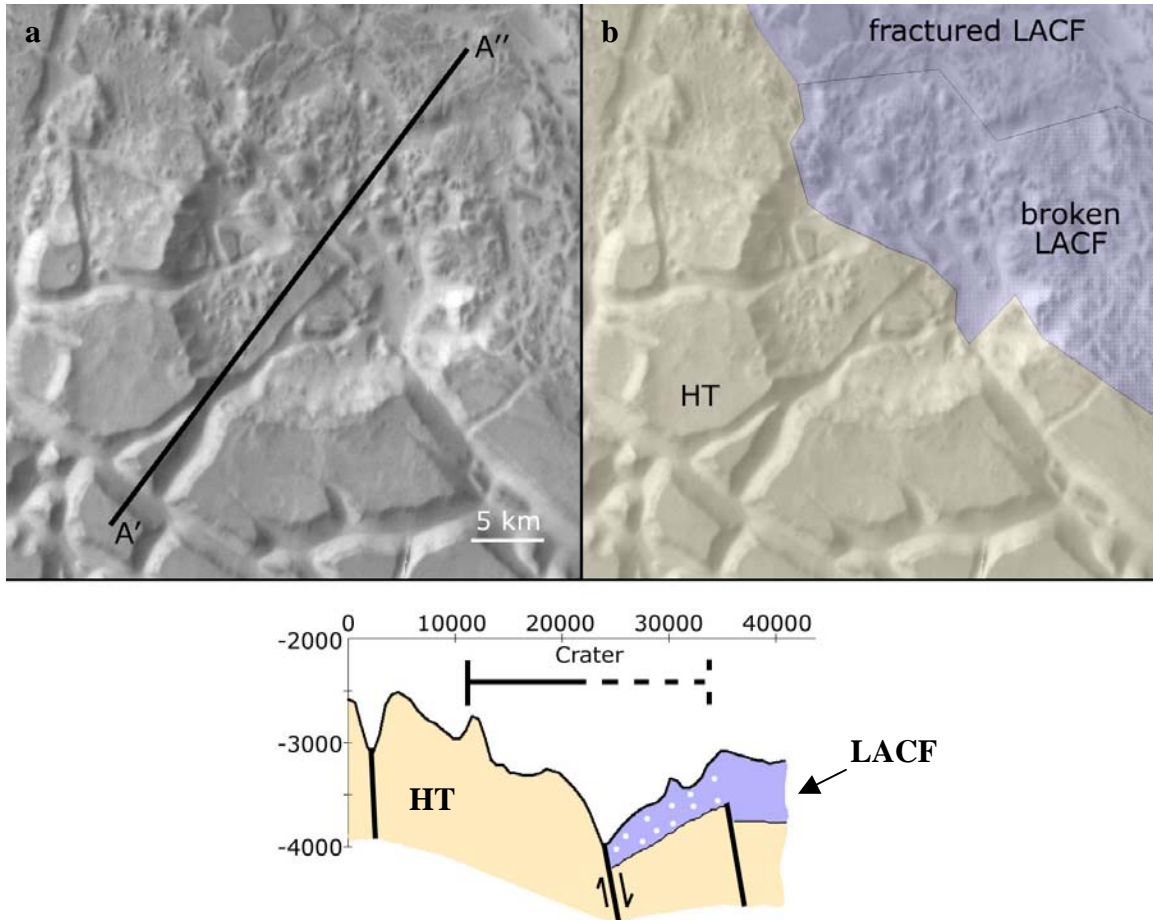 a
A″
A′
5 km
b
fractured LACF
broken
LACF
HT
0 10000 20000 30000 40000
-2000
Crater
-3000
LACF
HT
-4000